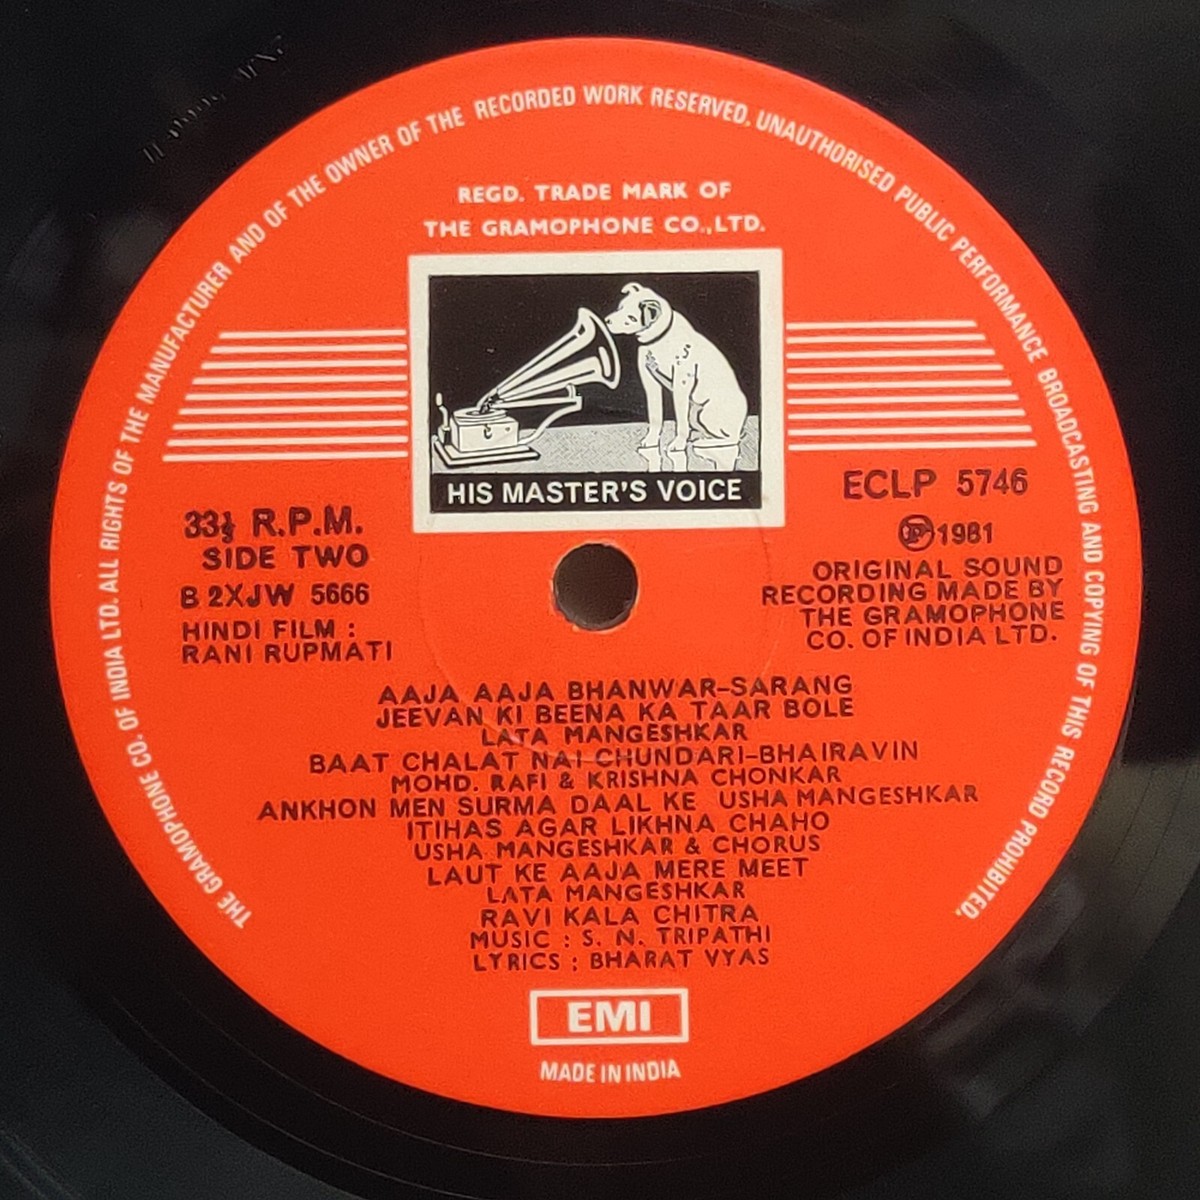 THE GRAMOPHONE CO. OF INDIA LTD. ALL RIGHTS OF THE MANUFACTURER AND OF THE OWNER OF THE RECORDED WORK RESERVED. UNAUTHORISED PUBLIC PERFORMANCE BROADCASTING AND COPYING OF THIS RECORD PROHIBITED.
REGD. TRADE MARK OF
THE GRAMOPHONE CO.,LTD.
HIS MASTER'S VOICE
33⅓ R.P.M.
SIDE TWO
B 2XJW 5666
HINDI FILM :
RANI RUPMATI
ECLP 5746
Ⓟ1981
ORIGINAL SOUND
RECORDING MADE BY
THE GRAMOPHONE
CO. OF INDIA LTD.
AAJA AAJA BHANWAR-SARANG
JEEVAN KI BEENA KA TAAR BOLE
LATA MANGESHKAR
BAAT CHALAT NAI CHUNDARI-BHAIRAVIN
MOHD. RAFI & KRISHNA CHONKAR
ANKHON MEN SURMA DAAL KE USHA MANGESHKAR
ITIHAS AGAR LIKHNA CHAHO
USHA MANGESHKAR & CHORUS
LAUT KE AAJA MERE MEET
LATA MANGESHKAR
RAVI KALA CHITRA
MUSIC : S. N. TRIPATHI
LYRICS : BHARAT VYAS
EMI
MADE IN INDIA